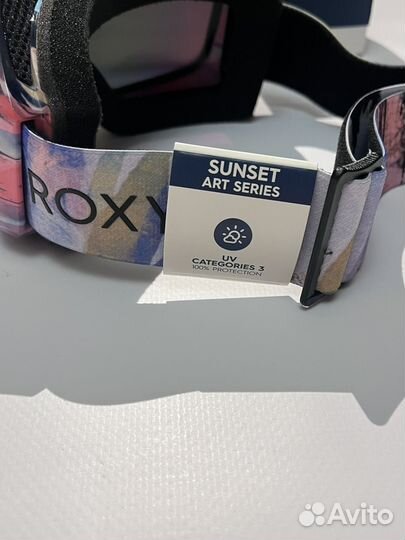 ROXY
SUNSET
ART SERIES
UV
CATEGORIES 3
100% PROTECTION
Avito